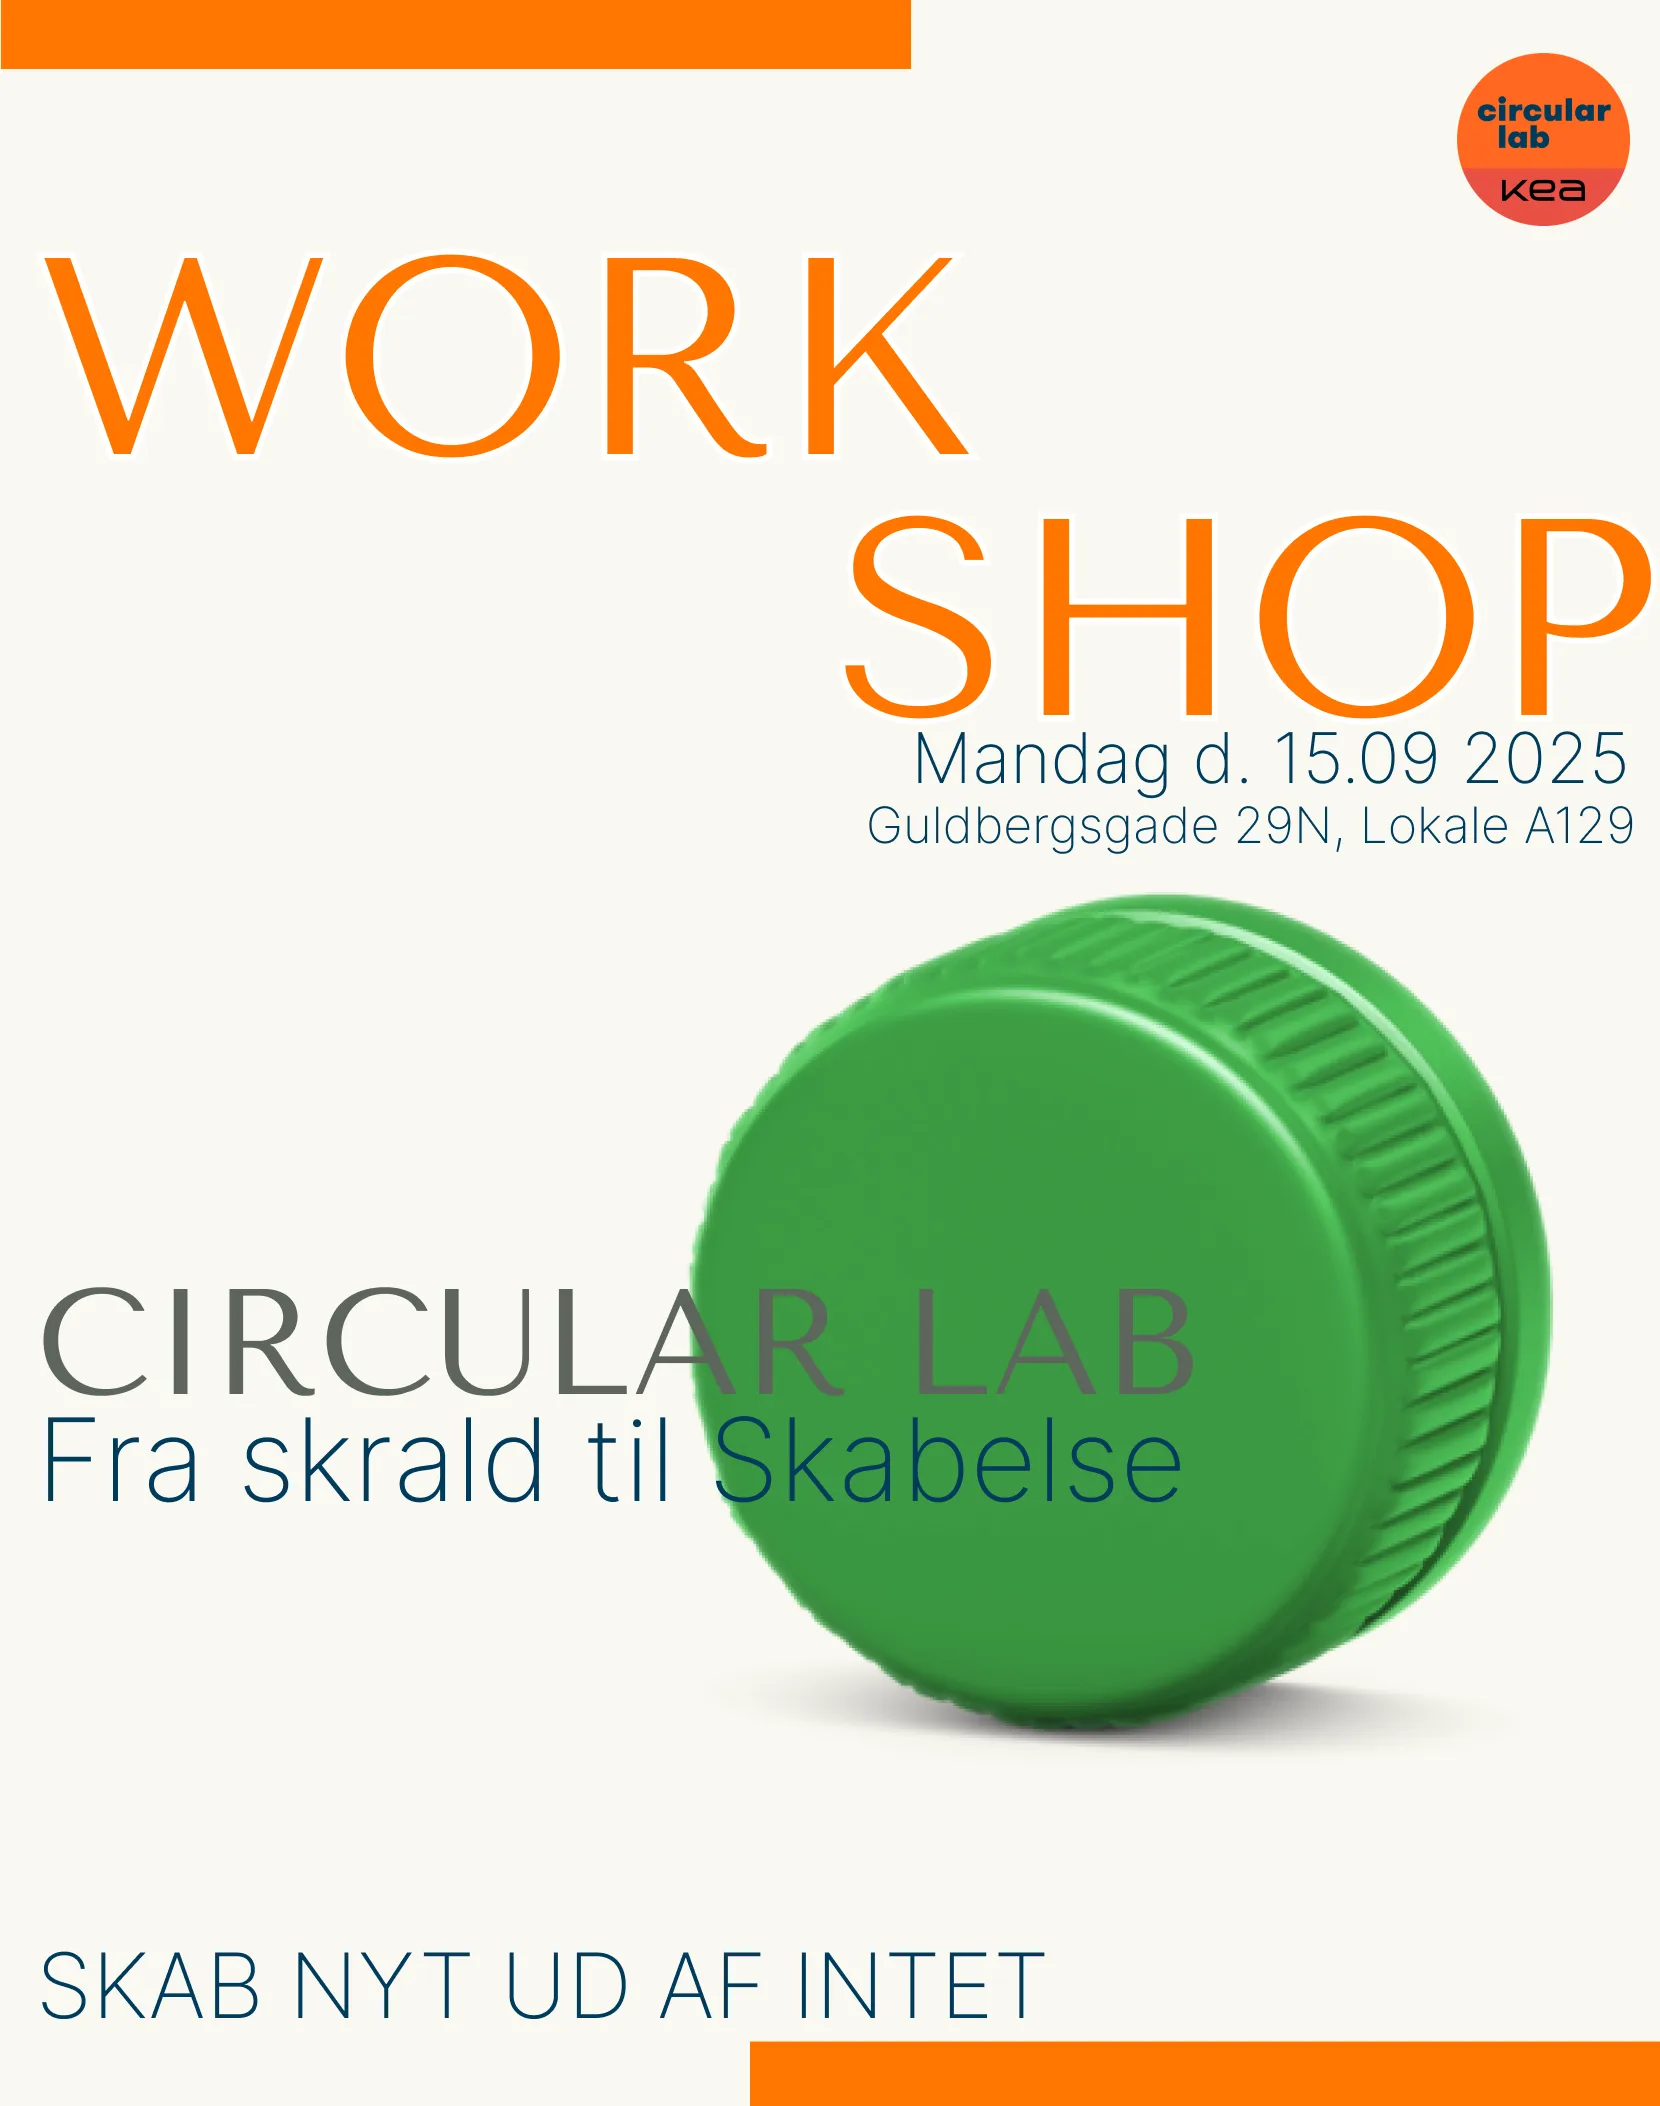 circular
lab
kea
WORK
SHOP
Mandag d. 15.09 2025
Guldbergsgade 29N, Lokale A129
CIRCULAR LAB
Fra skrald til Skabelse
SKAB NYT UD AF INTET